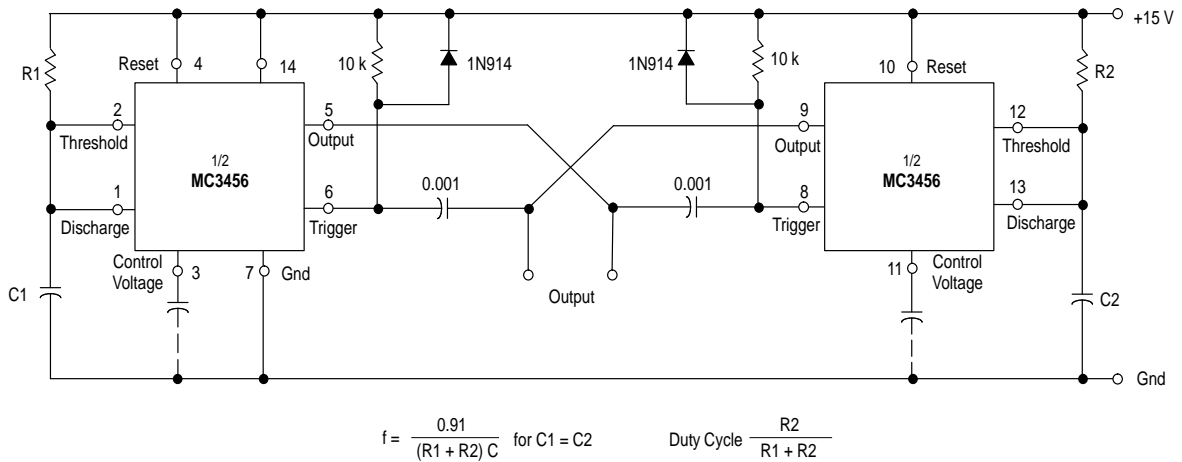 +15 V
R1
Reset
4
14
10 k
1N914
1N914
10 k
10
Reset
R2
2
Threshold
5
Output
9
Output
12
Threshold
1/2
MC3456
1/2
MC3456
1
Discharge
6
Trigger
0.001
0.001
8
Trigger
13
Discharge
C1
Control
Voltage
3
7
Gnd
Output
11
Control
Voltage
C2
Gnd
f = 0.91 / (R1 + R2) C for C1 = C2
Duty Cycle R2 / R1 + R2